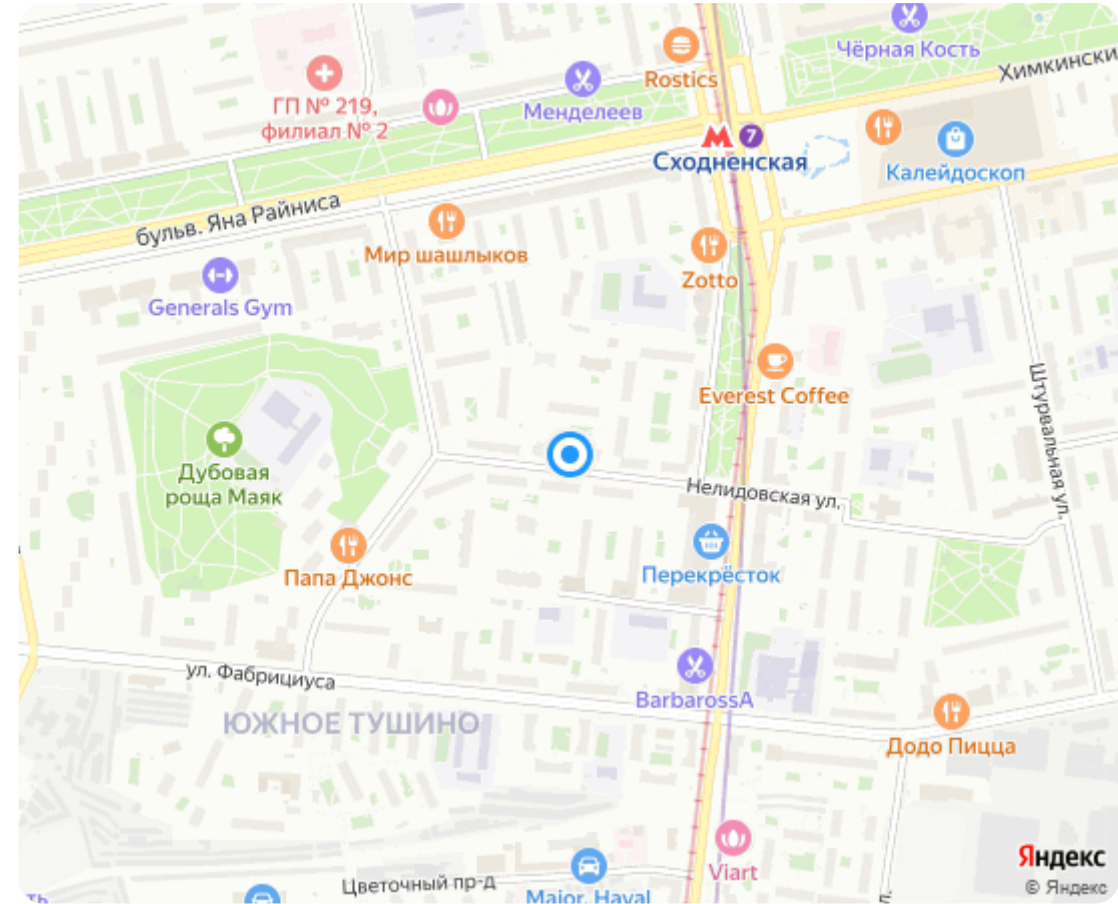 Чёрная Кость
Rostics
Химкински
ГП № 219,
филиал № 2
Менделеев
7
Сходненская
Калейдоскоп
бульв. Яна Райниса
Мир шашлыков
Zotto
Generals Gym
Everest Coffee
Штурвальная ул.
Дубовая
роща Маяк
Нелидовская ул.
Папа Джонс
Перекрёсток
ул. Фабрициуса
BarbarossA
ЮЖНОЕ ТУШИНО
Додо Пицца
Viart
Яндекс
© Яндекс
Цветочный пр-д
Major, Haval